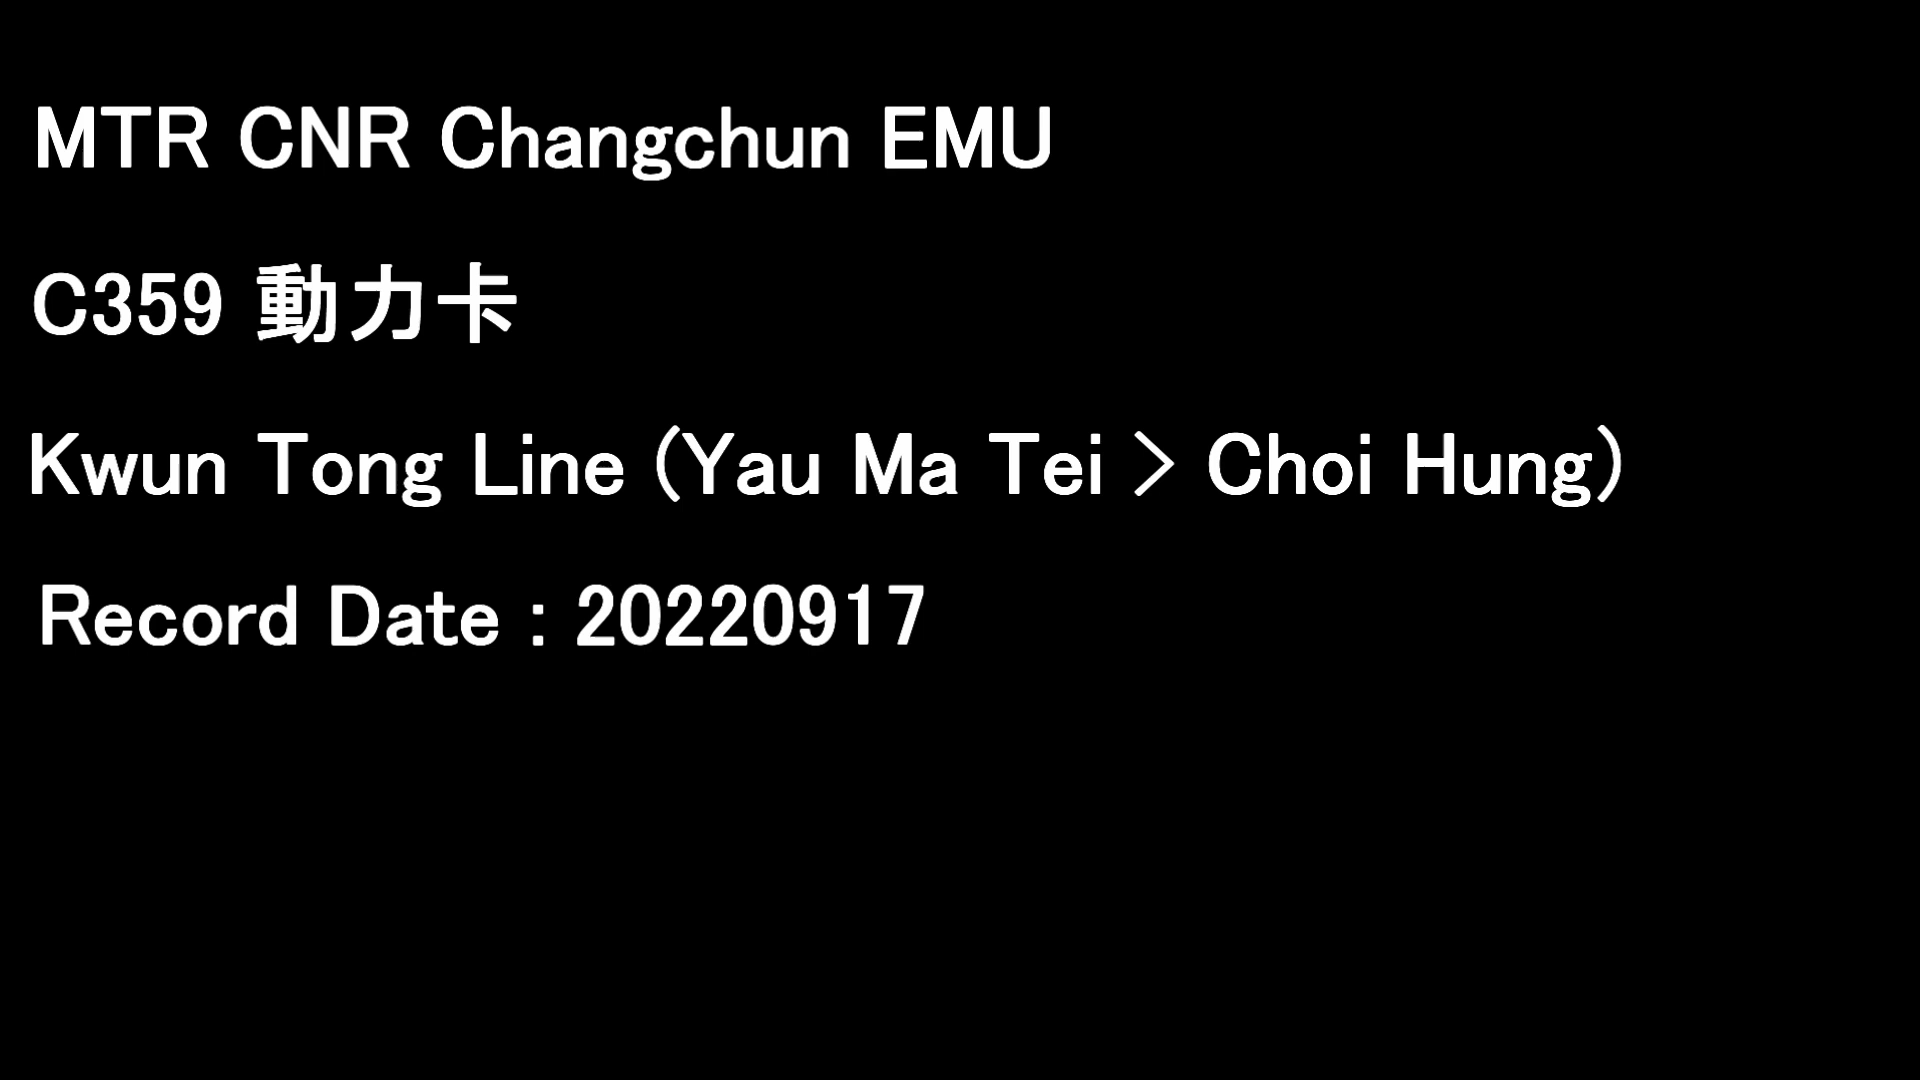 MTR CNR Changchun EMU
C359 動力卡
Kwun Tong Line (Yau Ma Tei > Choi Hung)
Record Date : 20220917